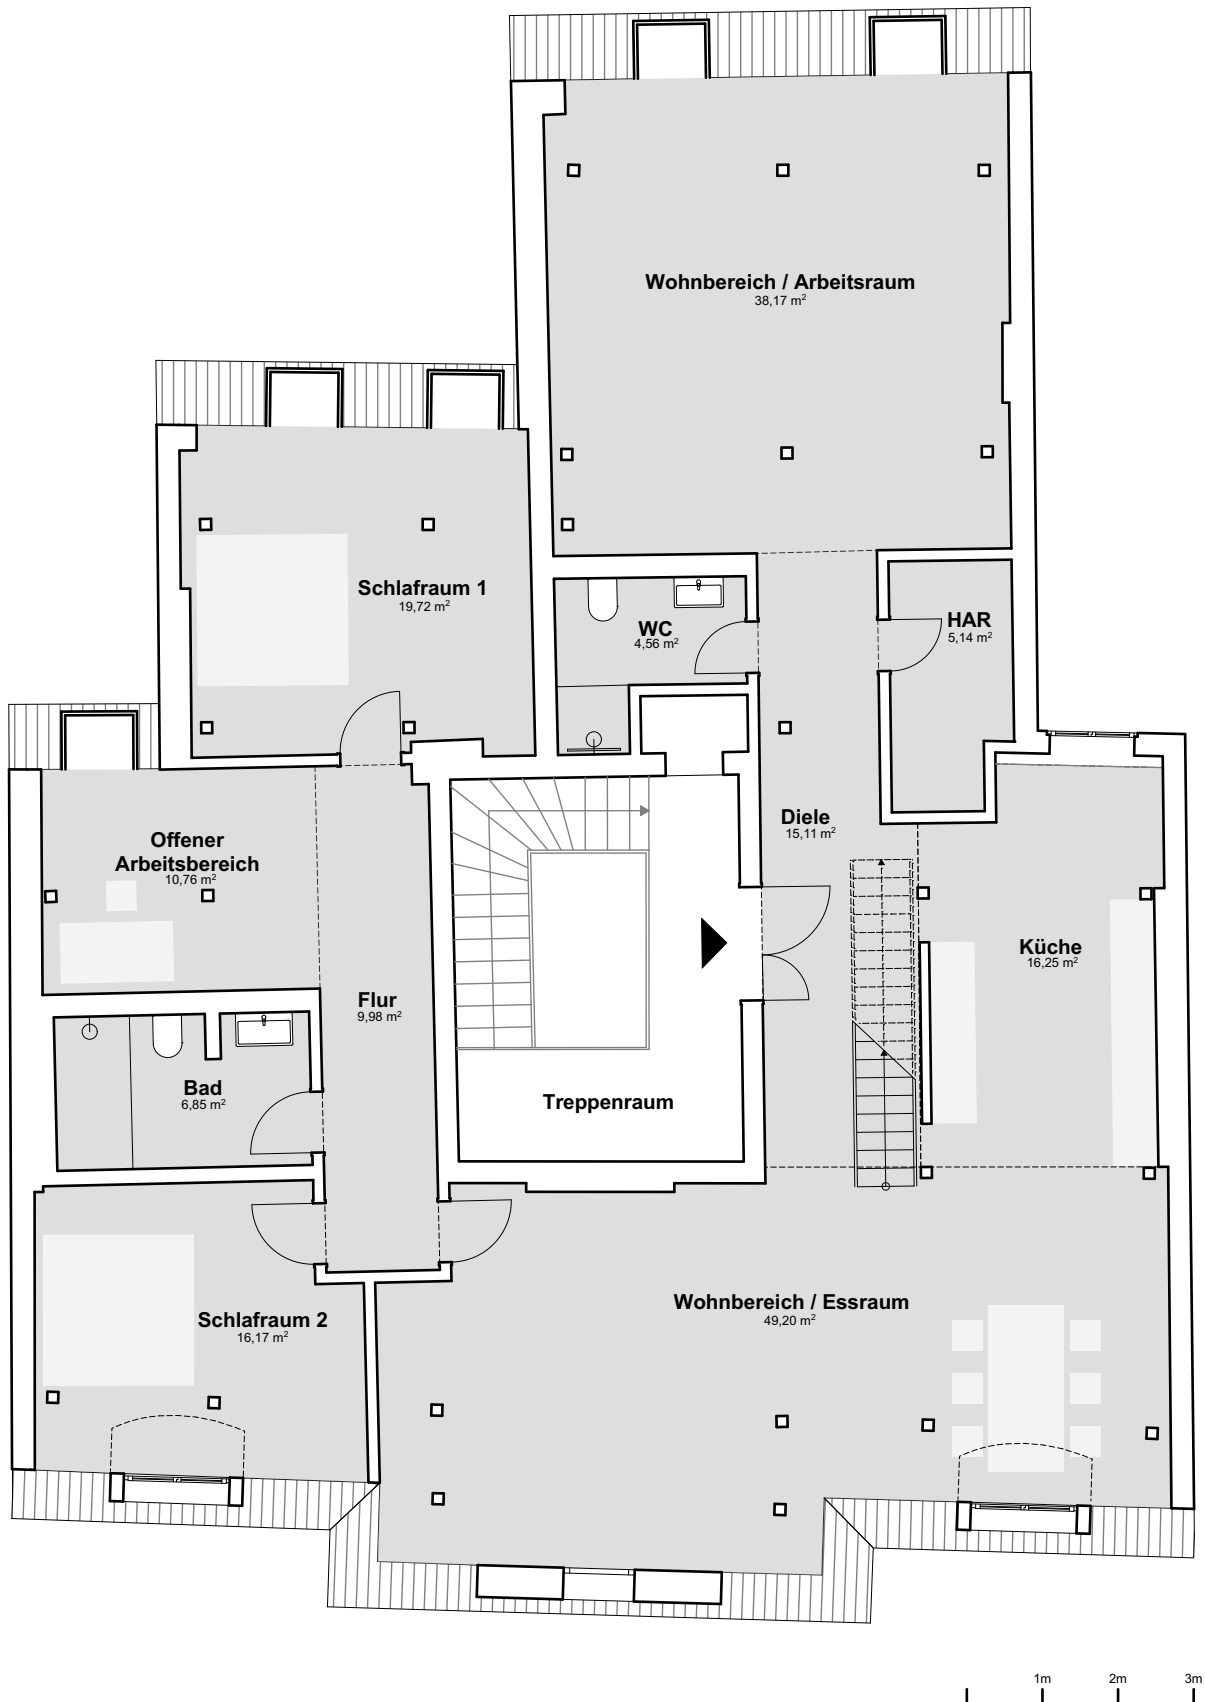 Wohnbereich / Arbeitsraum
38,17 m²
Schlafraum 1
19,72 m²
WC
4,56 m²
HAR
5,14 m²
Diele
15,11 m²
Offener
Arbeitsbereich
10,76 m²
Küche
16,25 m²
Flur
9,98 m²
Bad
6,85 m²
Treppenraum
Wohnbereich / Essraum
49,20 m²
Schlafraum 2
16,17 m²
1m 2m 3m